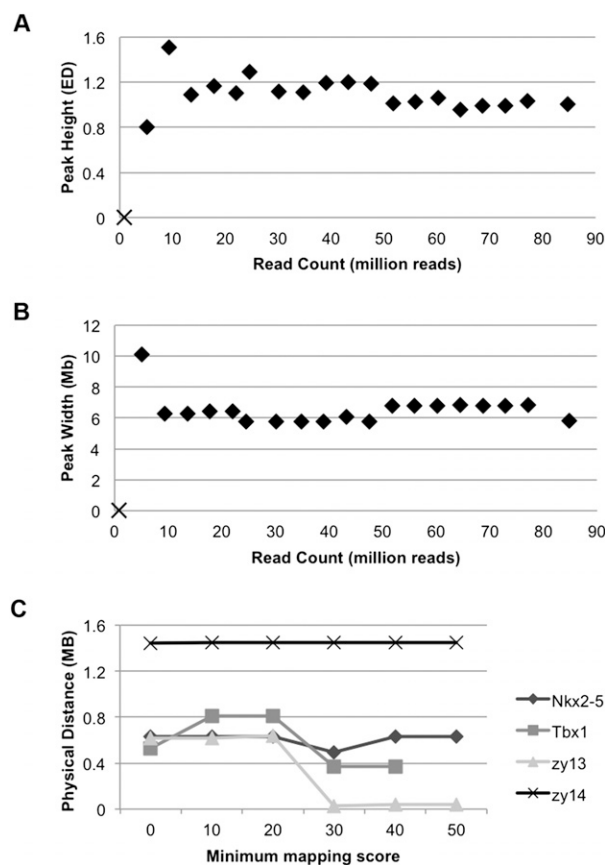 A
Peak Height (ED)
1.6
1.2
0.8
0.4
0
0 10 20 30 40 50 60 70 80 90
Read Count (million reads)
B
Peak Width (Mb)
12
10
8
6
4
2
0
0 10 20 30 40 50 60 70 80 90
Read Count (million reads)
C
Physical Distance (MB)
1.6
1.2
0.8
0.4
0.0
0 10 20 30 40 50
Minimum mapping score
Nkx2-5
Tbx1
zy13
zy14